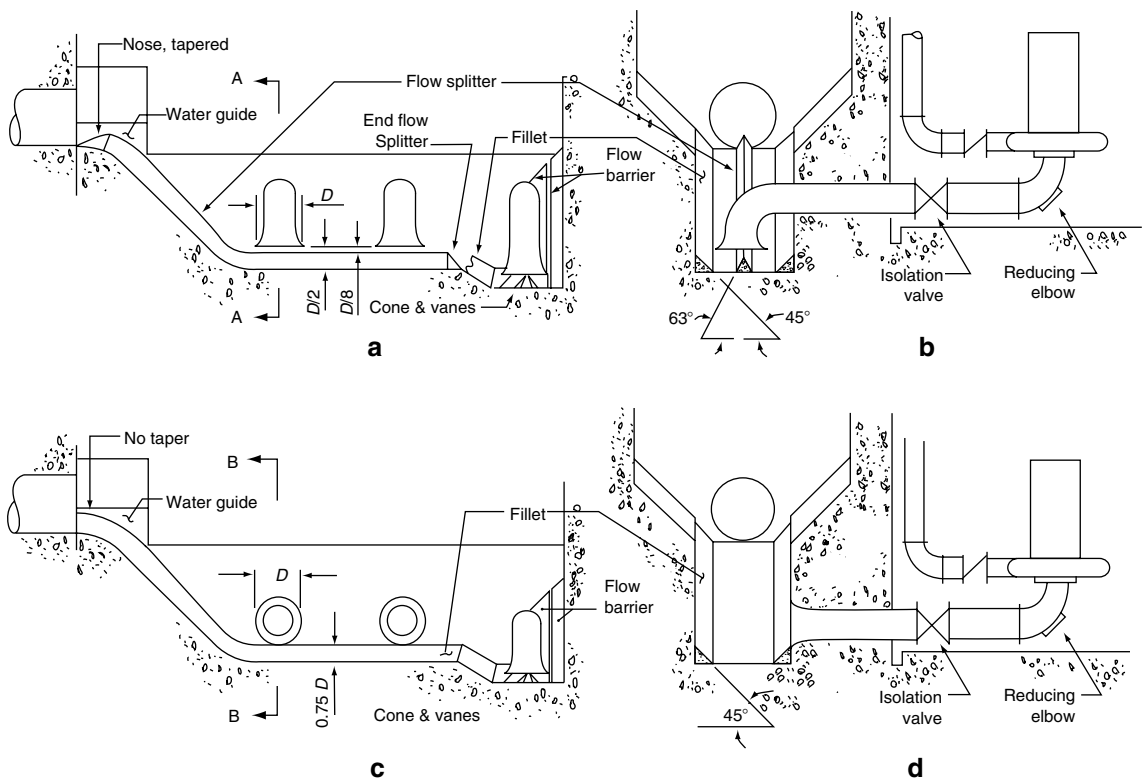 Nose, tapered
A
Flow splitter
Water guide
End flow
Splitter
Fillet
Flow
barrier
D
D/2
D/8
Cone & vanes
A
a
63°
45°
Isolation
valve
Reducing
elbow
b
No taper
B
Water guide
Fillet
D
Flow
barrier
0.75 D
B
Cone & vanes
c
45°
Isolation
valve
Reducing
elbow
d